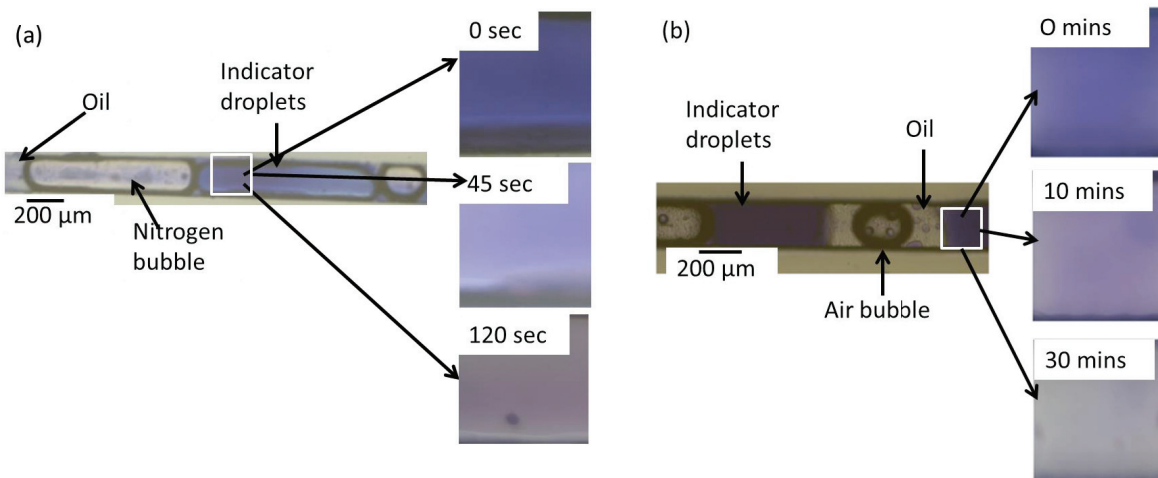 (a)
0 sec
Indicator
droplets
Oil
45 sec
200 µm
Nitrogen
bubble
120 sec
(b)
O mins
Indicator
droplets
Oil
10 mins
200 µm
Air bubble
30 mins